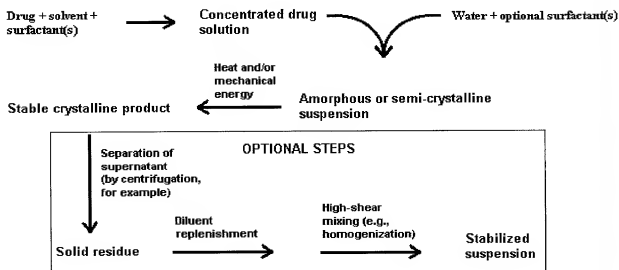 Drug + solvent +
surfactant(s)
Concentrated drug
solution
Water + optional surfactant(s)
Heat and/or
mechanical
energy
Stable crystalline product
Amorphous or semi-crystalline
suspension
OPTIONAL STEPS
Separation of
supernatant
(by centrifugation,
for example)
Solid residue
Diluent
replenishment
High-shear
mixing (e.g.,
homogenization)
Stabilized
suspension